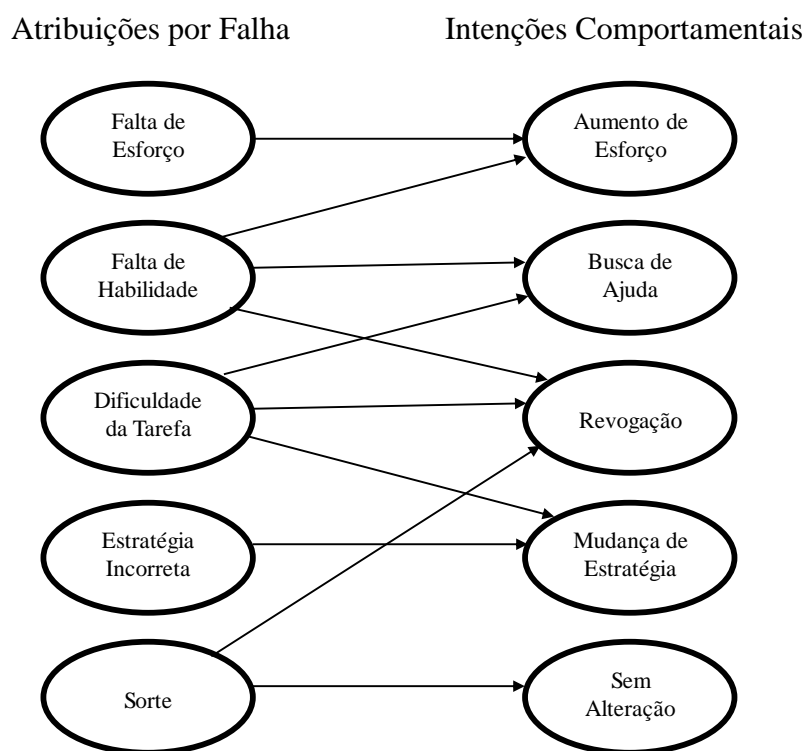 Atribuições por Falha
Intenções Comportamentais
Falta de
Esforço
Aumento de
Esforço
Falta de
Habilidade
Busca de
Ajuda
Dificuldade
da Tarefa
Revogação
Estratégia
Incorreta
Mudança de
Estratégia
Sorte
Sem
Alteração